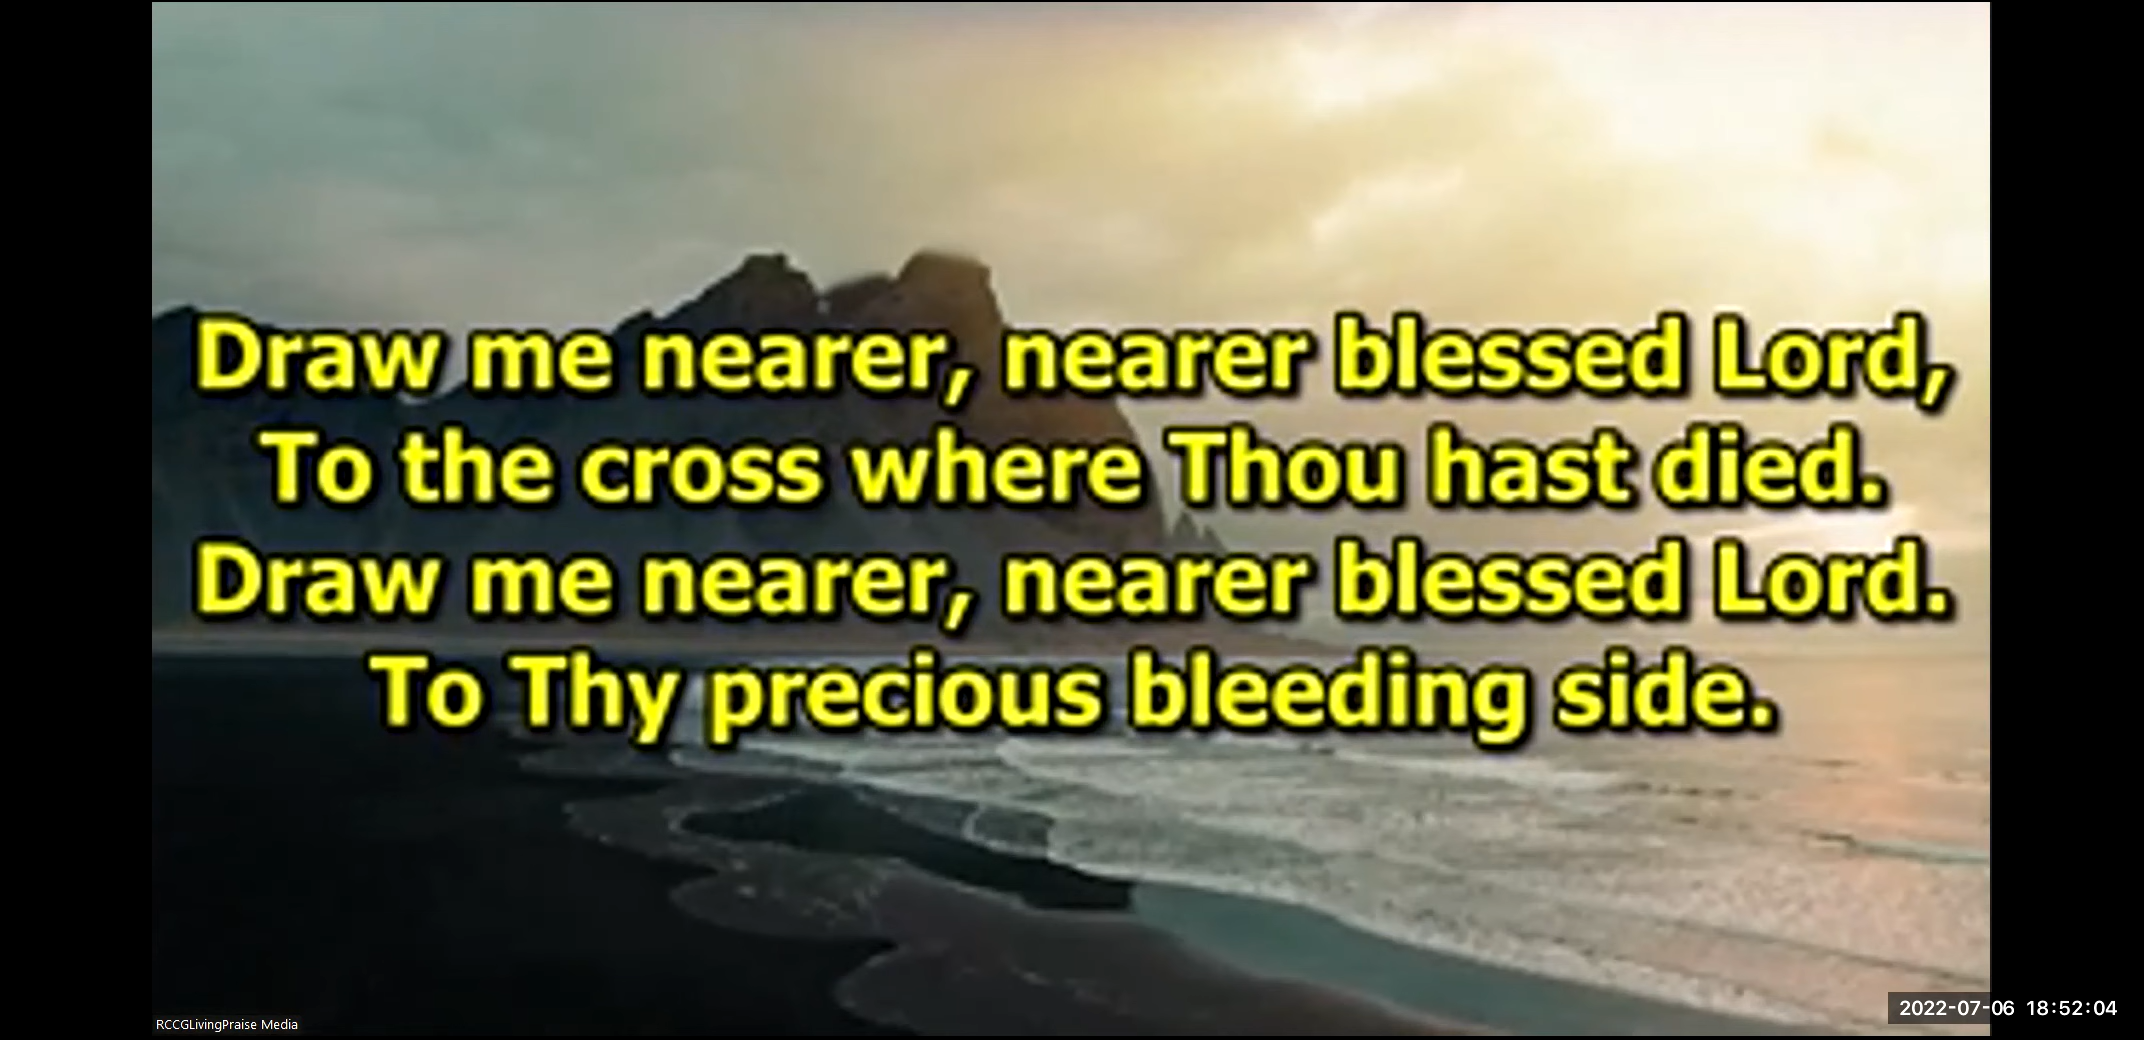 Draw me nearer, nearer blessed Lord,
To the cross where Thou hast died.
Draw me nearer, nearer blessed Lord.
To Thy precious bleeding side.
RCCGLivingPraise Media
2022-07-06 18:52:04